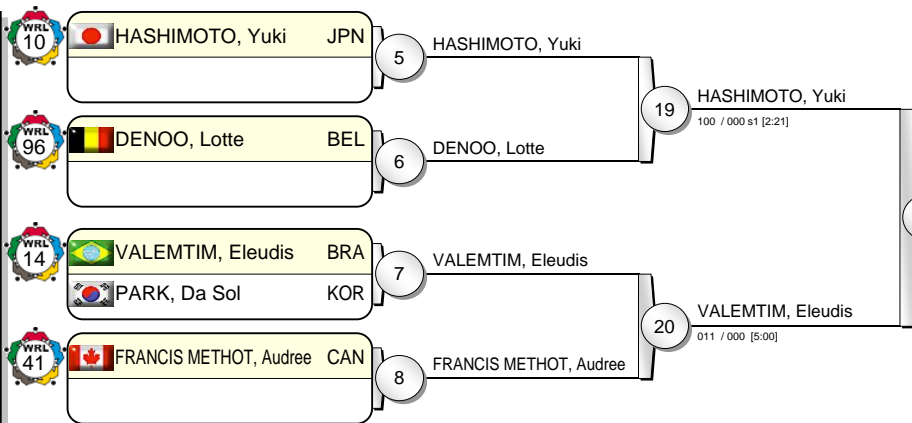 WRL
10
HASHIMOTO, Yuki JPN
5
HASHIMOTO, Yuki
19
HASHIMOTO, Yuki
100 / 000 s1 [2:21]
WRL
96
DENOO, Lotte BEL
6
DENOO, Lotte
WRL
14
VALEMTIM, Eleudis BRA
PARK, Da Sol KOR
7
VALEMTIM, Eleudis
20
VALEMTIM, Eleudis
011 / 000 [5:00]
WRL
41
FRANCIS METHOT, Audree CAN
8
FRANCIS METHOT, Audree